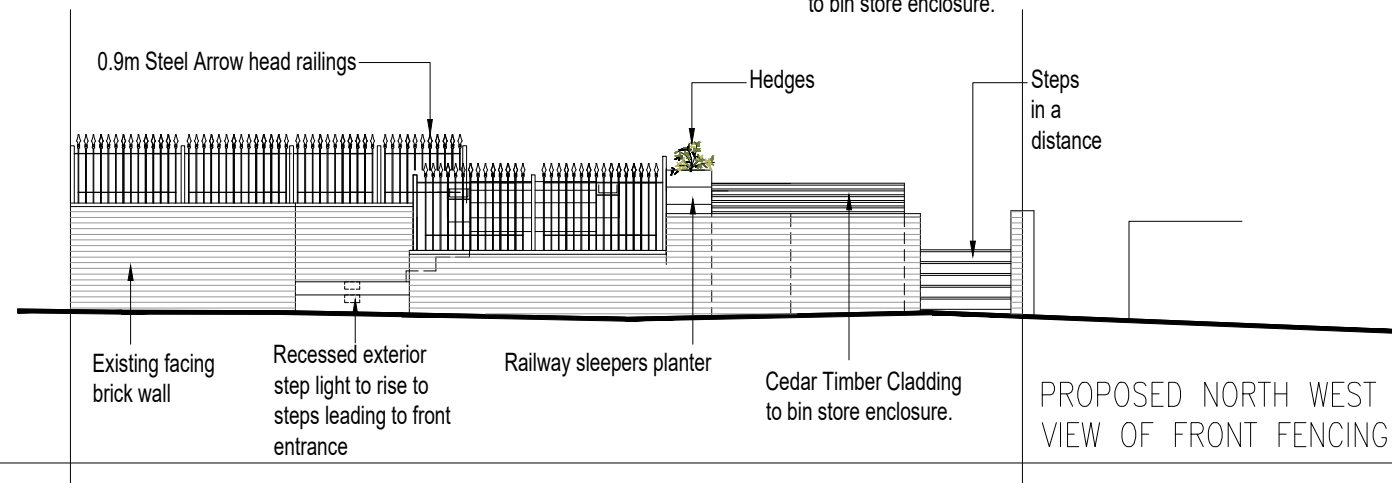 to bin store enclosure.
0.9m Steel Arrow head railings
Hedges
Steps
in a
distance
Existing facing
brick wall
Recessed exterior
step light to rise to
steps leading to front
entrance
Railway sleepers planter
Cedar Timber Cladding
to bin store enclosure.
PROPOSED NORTH WEST
VIEW OF FRONT FENCING